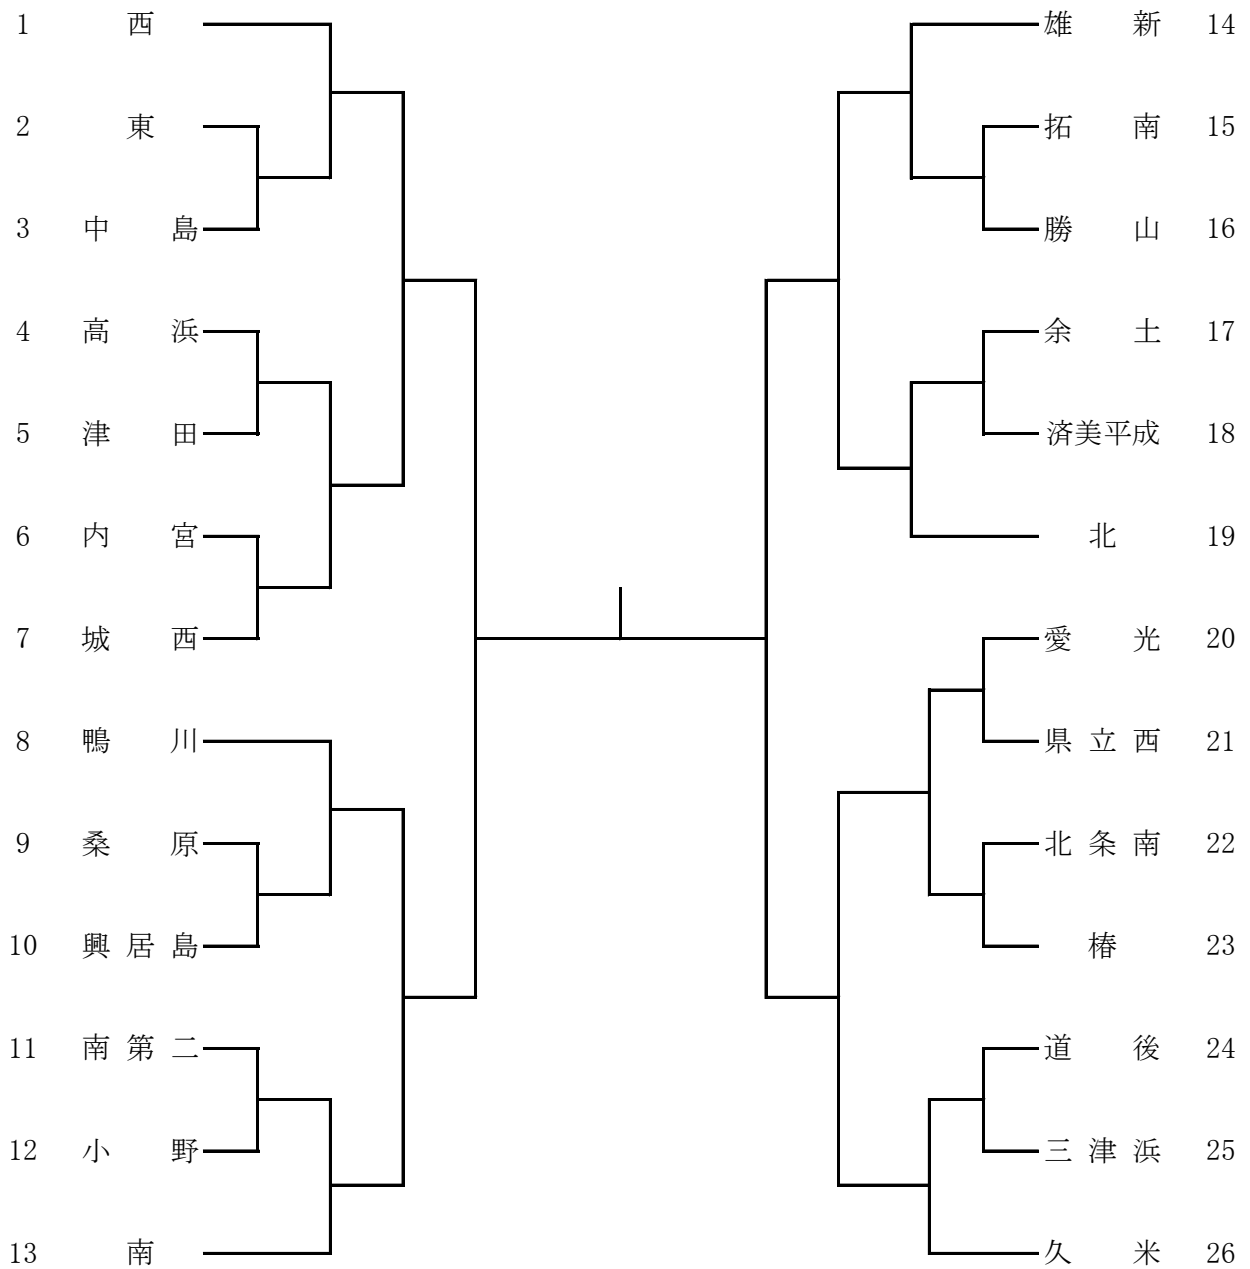 1 西
2 東
3 中島
4 高浜
5 津田
6 内宮
7 城西
8 鴨川
9 桑原
10 興居島
11 南第二
12 小野
13 南
雄新 14
拓南 15
勝山 16
余土 17
済美平成 18
北 19
愛光 20
県立西 21
北条南 22
椿 23
道後 24
三津浜 25
久米 26